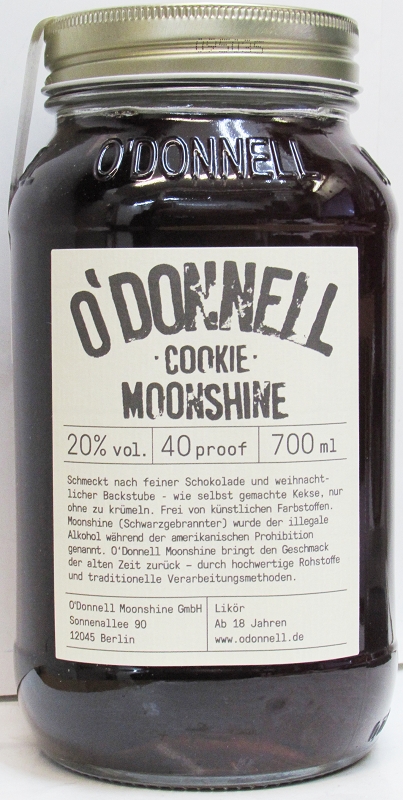 O'DONNELL
O'DONNELL
·COOKIE·
MOONSHINE
20% vol. 40 proof 700 ml
Schmeckt nach feiner Schokolade und weihnacht-
licher Backstube - wie selbst gemachte Kekse, nur
ohne zu krümeln. Frei von künstlichen Farbstoffen.
Moonshine (Schwarzgebrannter) wurde der illegale
Alkohol während der amerikanischen Prohibition
genannt. O'Donnell Moonshine bringt den Geschmack
der alten Zeit zurück – durch hochwertige Rohstoffe
und traditionelle Verarbeitungsmethoden.
O'Donnell Moonshine GmbH
Sonnenallee 90
12045 Berlin
Likör
Ab 18 Jahren
www.odonnell.de